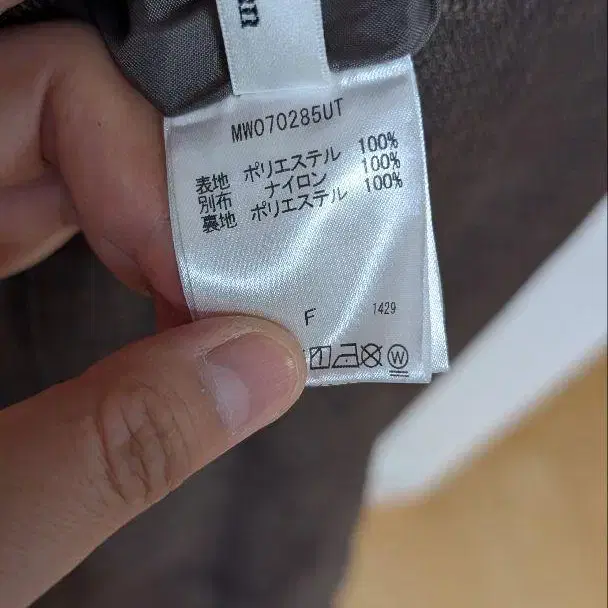 MW070285UT
表地 ポリエステル 100%
別布 ナイロン 100%
裏地 ポリエステル 100%
F 1429
W